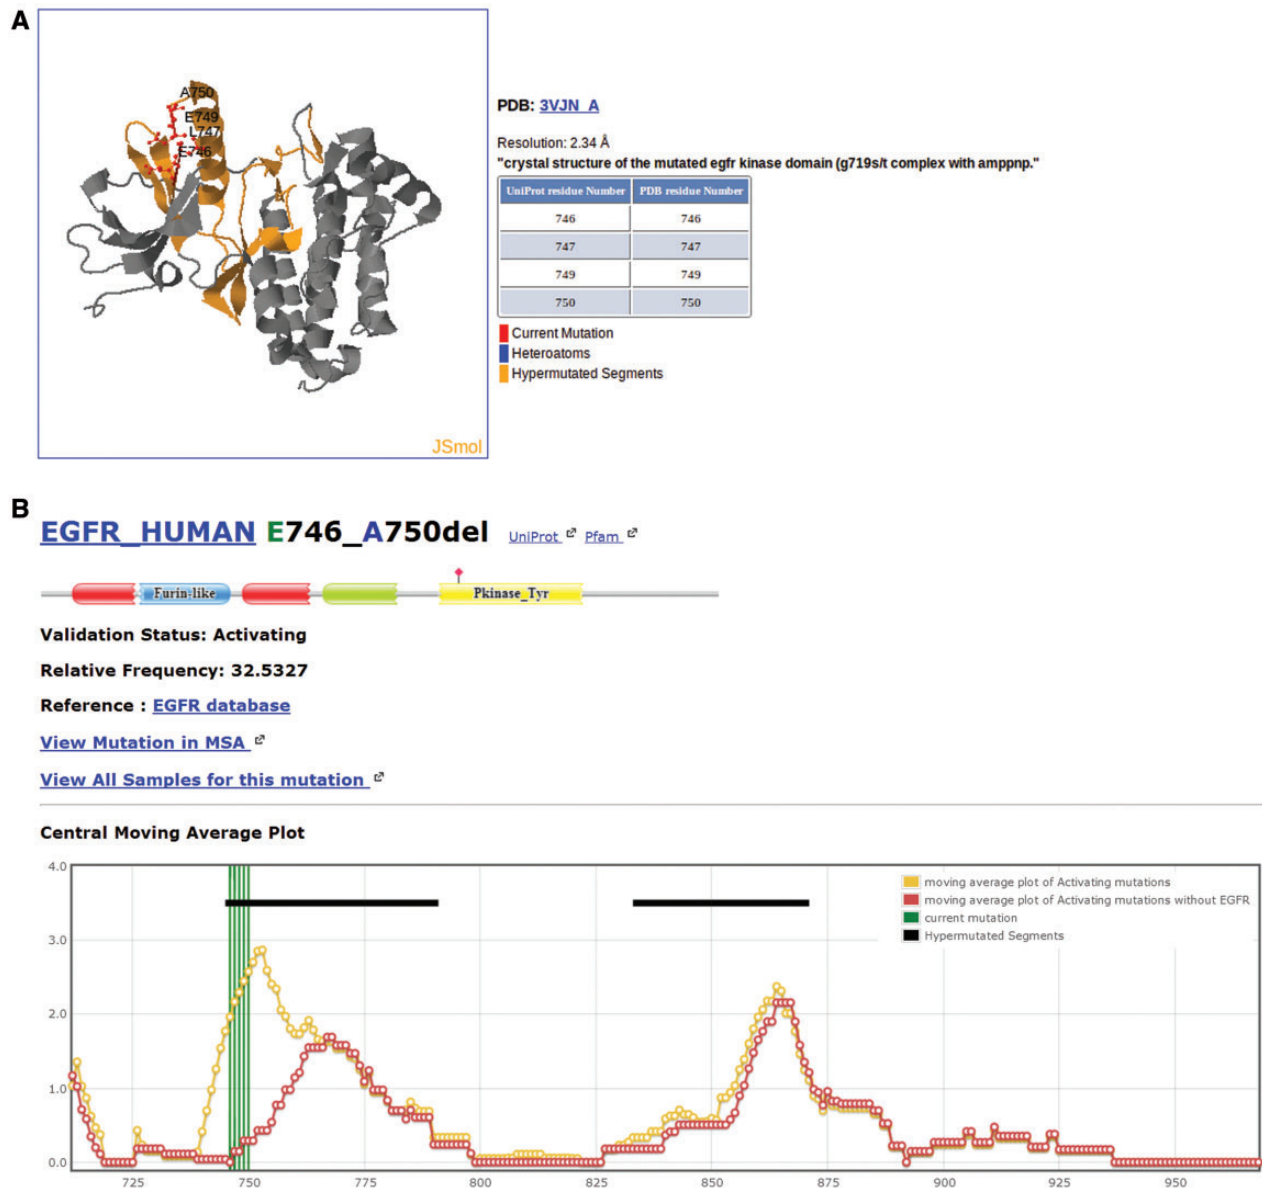 A
A750
E749
L747
E746
JSmol
PDB: 3VJN_A
Resolution: 2.34 Å
"crystal structure of the mutated egfr kinase domain (g719s/t complex with amppnp."
UniProt residue Number PDB residue Number
746 746
747 747
749 749
750 750
Current Mutation
Heteroatoms
Hypermutated Segments
B
EGFR_HUMAN E746_A750del UniProt Pfam
Furin-like Pkinase_Tyr
Validation Status: Activating
Relative Frequency: 32.5327
Reference : EGFR database
View Mutation in MSA
View All Samples for this mutation
Central Moving Average Plot
4.0
3.0
2.0
1.0
0.0
moving average plot of Activating mutations
moving average plot of Activating mutations without EGFR
current mutation
Hypermutated Segments
725 750 775 800 825 850 875 900 925 950